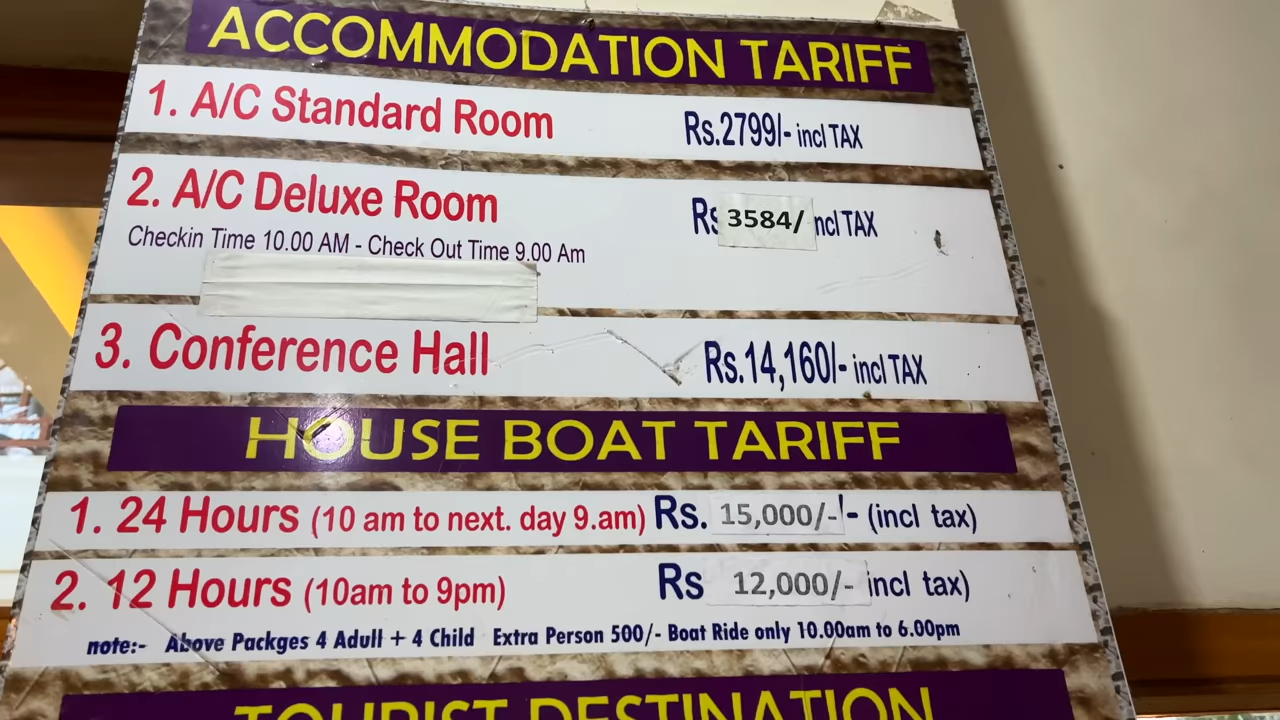 ACCOMMODATION TARIFF
1. A/C Standard Room Rs.2799/- incl TAX
2. A/C Deluxe Room Rs 3584/ ncl TAX
Checkin Time 10.00 AM - Check Out Time 9.00 Am
3. Conference Hall Rs.14,160/- incl TAX
HOUSE BOAT TARIFF
1. 24 Hours (10 am to next. day 9.am) Rs. 15,000/-'- (incl tax)
2. 12 Hours (10am to 9pm) Rs 12,000/- incl tax)
note:- Above Packges 4 Adull + 4 Child Extra Person 500/- Boat Ride only 10.00am to 6.00pm
TOURIST DESTINATION